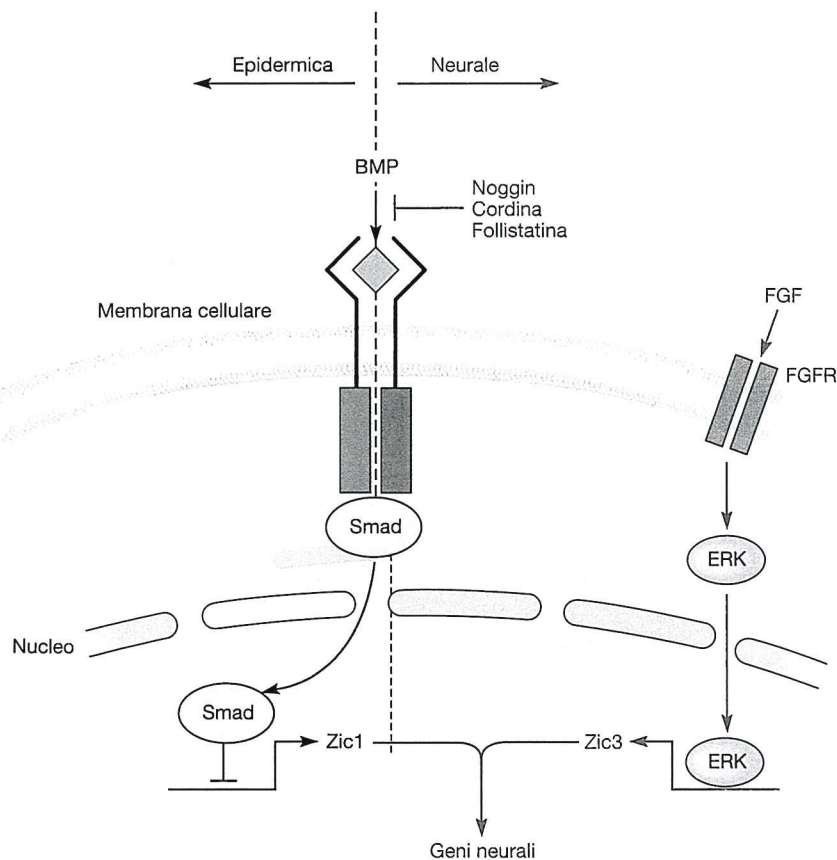 Epidermica
Neurale
BMP
Noggin
Cordina
Follistatina
Membrana cellulare
FGF
FGFR
Smad
ERK
Nucleo
Smad
Zic1
Zic3
ERK
Geni neurali